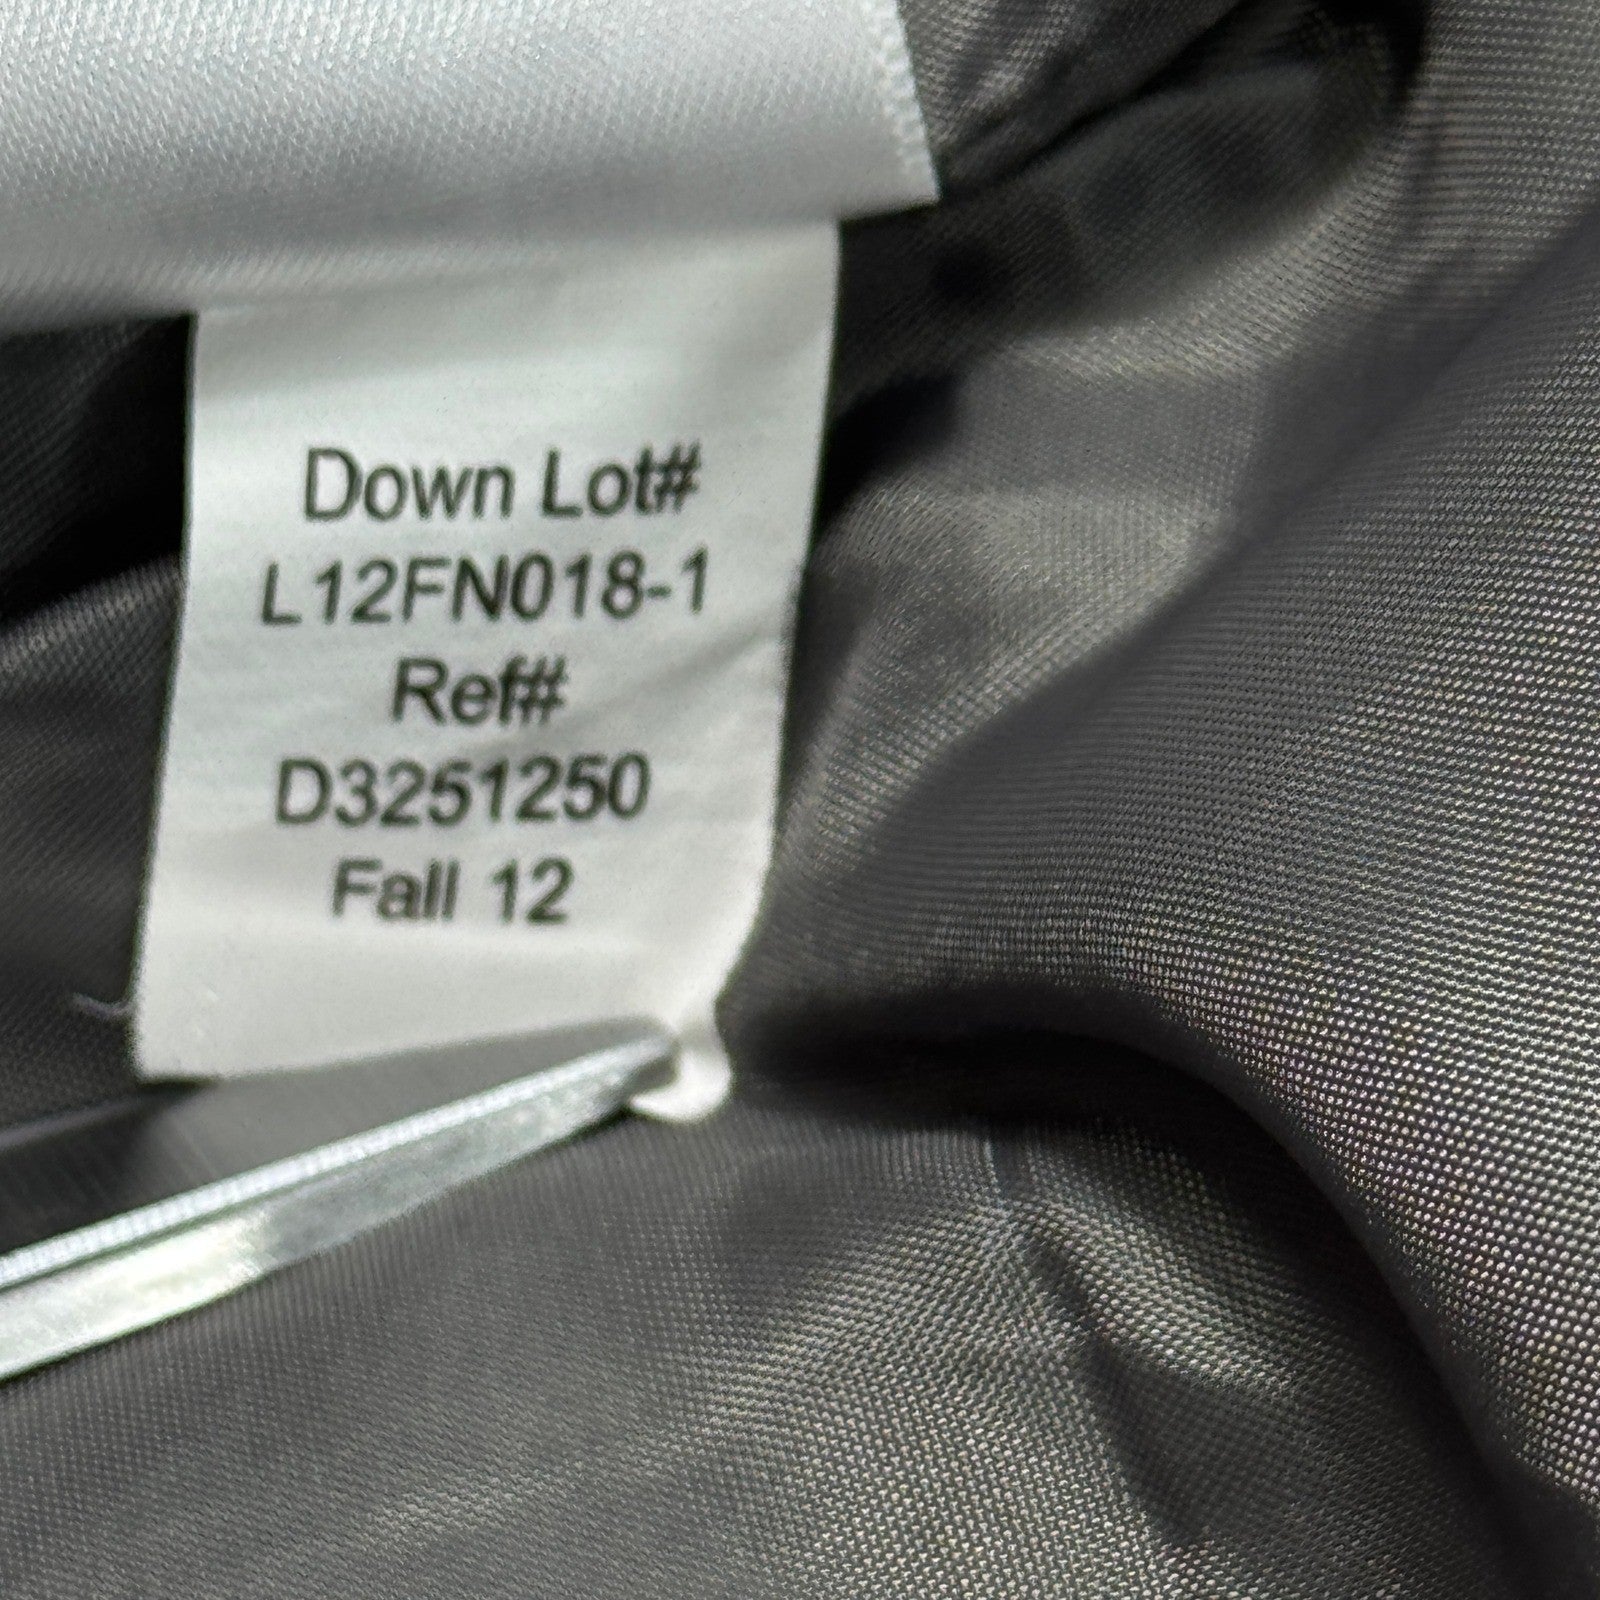 Down Lot#
L12FN018-1
Ref#
D3251250
Fall 12